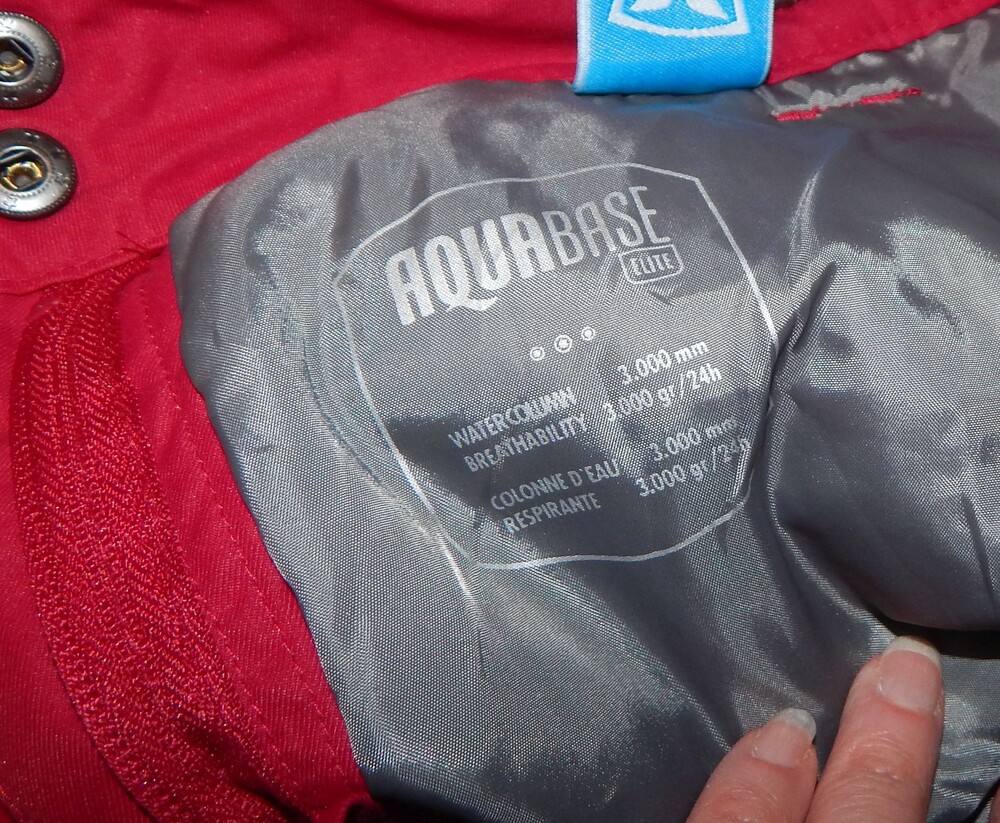 AQUABASE
ELITE
WATERCOLUMN 3.000 mm
BREATHABILITY 3.000 gr / 24h
COLONNE D'EAU 3.000 mm
RESPIRANTE 3.000 gr / 24h